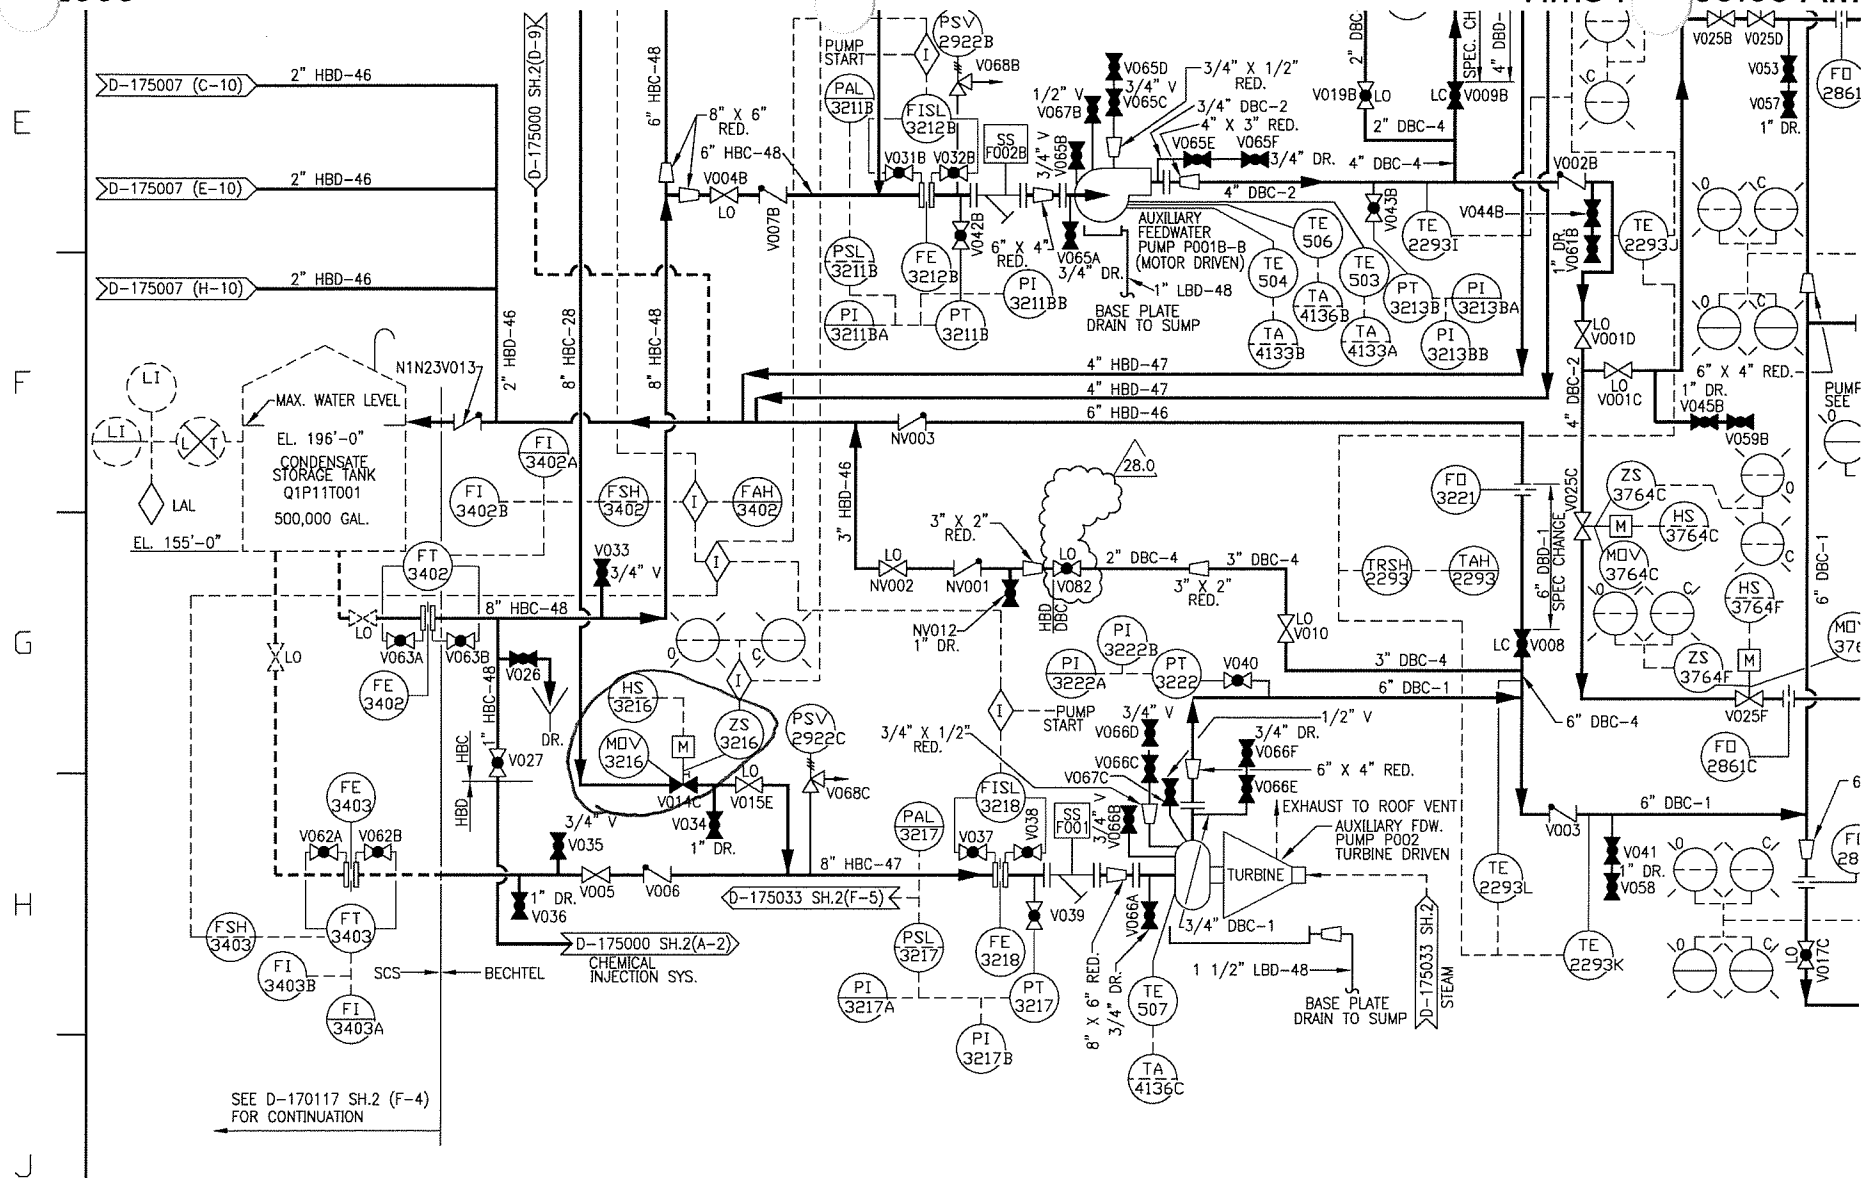 E
F
G
H
J
D-175007 (C-10)
2" HBD-46
D-175007 (E-10)
2" HBD-46
D-175007 (H-10)
2" HBD-46
D-175000 SH.2(D-9)
2" HBD-46
8" HBC-28
8" HBC-48
6" HBC-48
8" X 6"
RED.
6" HBC-48
V004B
LO
V007B
PUMP
START
I
PSV
2922B
V068B
PAL
3211B
FISL
3212B
V031B
V032B
SS
F002B
PSL
3211B
FE
3212B
V042B
PI
3211BA
PT
3211B
PI
3211BB
6" X 4"
RED.
3/4" V
V065B
1/2" V
V067B
V065D
3/4" V
V065C
3/4" X 1/2"
RED.
3/4" DBC-2
4" X 3" RED.
V065E
V065F
3/4" DR.
V065A
3/4" DR.
AUXILIARY
FEEDWATER
PUMP P001B-B
(MOTOR DRIVEN)
1" LBD-48
BASE PLATE
DRAIN TO SUMP
4" DBC-2
4" DBC-4
2" DBC
V019B
LO
2" DBC-4
LC
V009B
SPEC. CH
4" DBD-
TE
506
TE
504
TE
503
TA
4136B
TA
4133B
TA
4133A
V043B
PT
3213B
PI
3213BA
PI
3213BB
TE
2293I
V002B
V044B
1" DR.
V061B
TE
2293J
LO
V001D
LO
V001C
4" DBC-2
1" DR.
V045B
V059B
6" X 4" RED.
V025B
V025D
V053
V057
1" DR.
FO
2861
O
C
PUMP
SEE
4" HBD-47
4" HBD-47
6" HBD-46
NV003
N1N23V013
LI
LI
L T
LAL
MAX. WATER LEVEL
EL. 196'-0"
CONDENSATE
STORAGE TANK
Q1P11T001
500,000 GAL.
EL. 155'-0"
FI
3402A
FI
3402B
FSH
3402
I
FAH
3402
I
FT
3402
V033
3/4" V
8" HBC-48
LO
LO
V063A
V063B
FE
3402
V026
DR.
1" HBC-48
V027
HBC
HBD
3" HBD-46
LO
NV002
NV001
3" X 2"
RED.
NV012
1" DR.
LO
V082
28.0
HBD
DBC
2" DBC-4
3" DBC-4
3" X 2"
RED.
LO
V010
3" DBC-4
FO
3221
6" DBD-1
SPEC CHANGE
TRSH
2293
TAH
2293
LC
V008
V025C
M
ZS
3764C
HS
3764C
MOV
3764C
HS
3764F
ZS
3764F
M
V025F
FO
2861C
6" DBC-1
O
C
I
HS
3216
ZS
3216
MOV
3216
M
V014C
LO
V015E
V034
1" DR.
PSV
2922C
V068C
PI
3222B
PI
3222A
PT
3222
V040
6" DBC-1
6" DBC-4
I
PUMP
START
3/4" V
V066D
3/4" X 1/2"
RED.
V066C
V067C
1/2" V
3/4" DR.
V066F
6" X 4" RED.
V066E
EXHAUST TO ROOF VENT
AUXILIARY FDW.
PUMP P002
TURBINE DRIVEN
TURBINE
FISL
3218
V037
V038
SS
F001
3/4" V
V066B
PAL
3217
8" HBC-47
D-175033 SH.2(F-5)
PSL
3217
FE
3218
V039
PT
3217
PI
3217A
PI
3217B
8" X 6" RED.
3/4" DR.
V066A
3/4" DBC-1
TE
507
TA
4136C
1 1/2" LBD-48
BASE PLATE
DRAIN TO SUMP
D-175033 SH.2
STEAM
V003
6" DBC-1
V041
1" DR.
V058
TE
2293L
TE
2293K
LO
V017C
FE
3403
V062A
V062B
FT
3403
FSH
3403
FI
3403B
FI
3403A
3/4" V
V035
1" DR.
V036
V005
V006
D-175000 SH.2(A-2)
CHEMICAL
INJECTION SYS.
SCS
BECHTEL
SEE D-170117 SH.2 (F-4)
FOR CONTINUATION